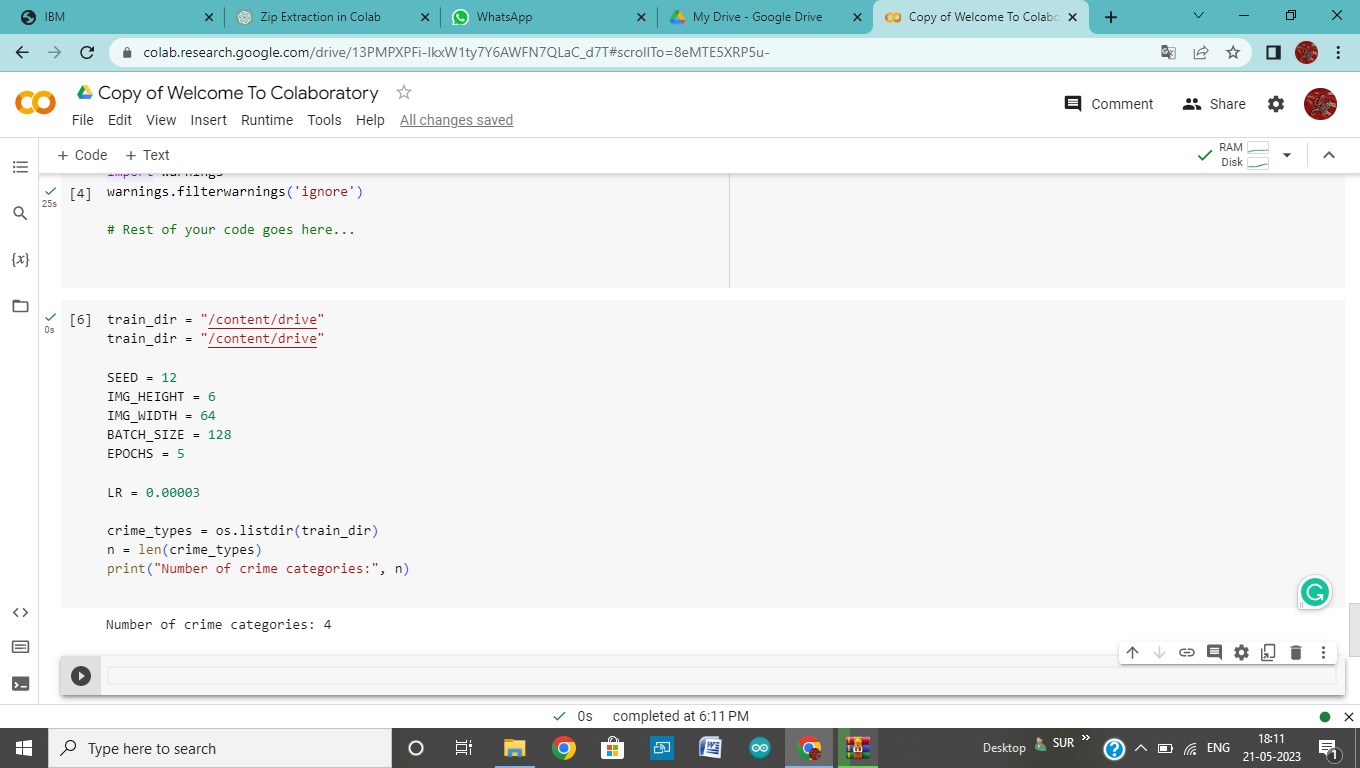 IBM
Zip Extraction in Colab
WhatsApp
My Drive - Google Drive
Copy of Welcome To Colabo
colab.research.google.com/drive/13PMPXPFi-IkxW1ty7Y6AWFN7QLaC_d7T#scrollTo=8eMTE5XRP5u-
Copy of Welcome To Colaboratory
File Edit View Insert Runtime Tools Help All changes saved
Comment Share
+ Code + Text
RAM
Disk
import warnings
[4] warnings.filterwarnings('ignore')
25s
# Rest of your code goes here...
{x}
[6] train_dir = "/content/drive"
0s
train_dir = "/content/drive"
SEED = 12
IMG_HEIGHT = 6
IMG_WIDTH = 64
BATCH_SIZE = 128
EPOCHS = 5
LR = 0.00003
crime_types = os.listdir(train_dir)
n = len(crime_types)
print("Number of crime categories:", n)
Number of crime categories: 4
0s completed at 6:11 PM
Type here to search
Desktop
SUR
ENG
18:11
21-05-2023
1